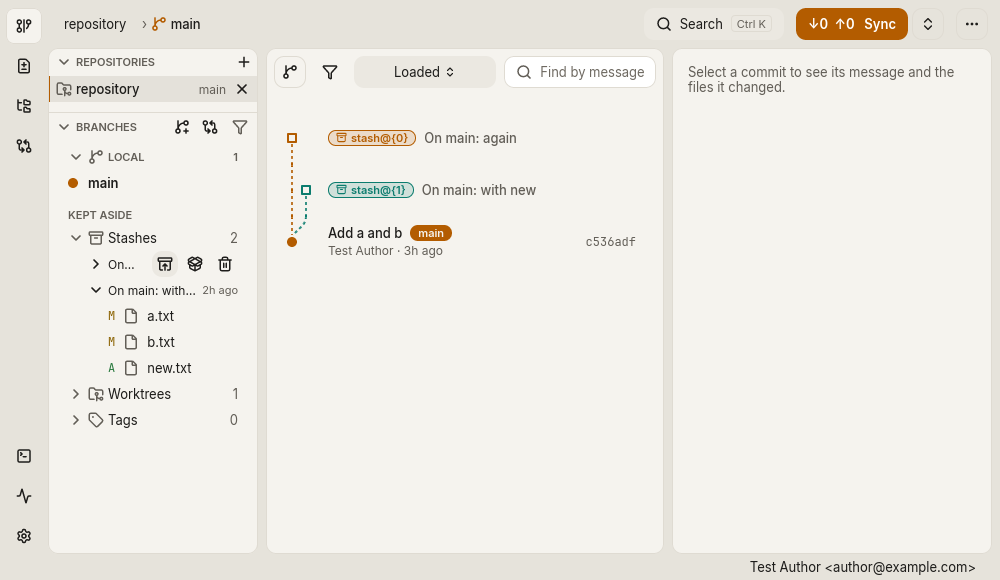 repository › main
Search Ctrl K
↓0 ↑0 Sync
REPOSITORIES
repository main
BRANCHES
LOCAL 1
main
KEPT ASIDE
Stashes 2
On...
On main: with... 2h ago
M a.txt
M b.txt
A new.txt
Worktrees 1
Tags 0
Loaded
Find by message
stash@{0} On main: again
stash@{1} On main: with new
Add a and b main
Test Author · 3h ago
c536adf
Select a commit to see its message and the
files it changed.
Test Author <author@example.com>